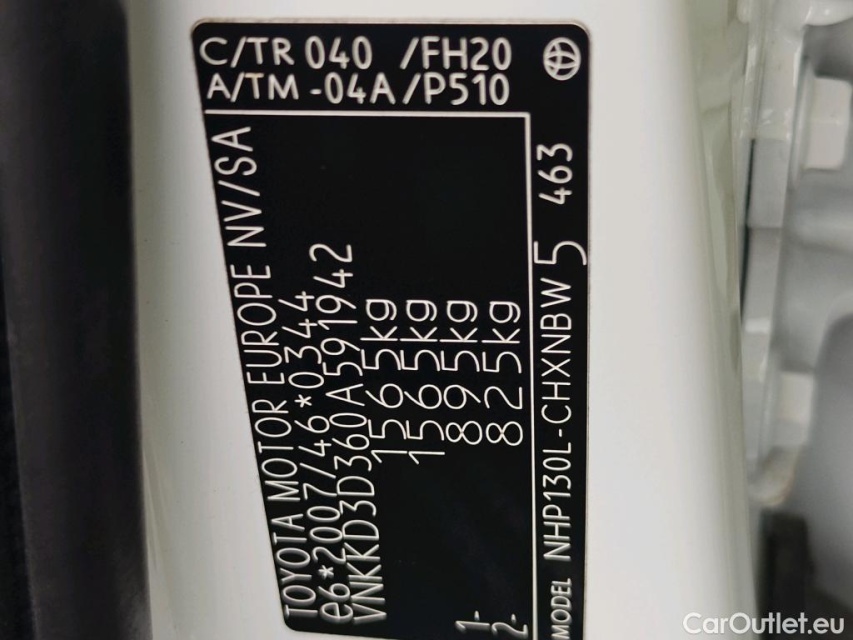 C/TR 040 /FH20
A/TM -04A/P510
TOYOTA MOTOR EUROPE NV/SA
e6*2007/46*0344
VNKKD3D360A591942
1565kg
1565kg
1- 895kg
2- 825kg
MODEL NHP130L-CHXNBW 5 463
CarOutlet.eu